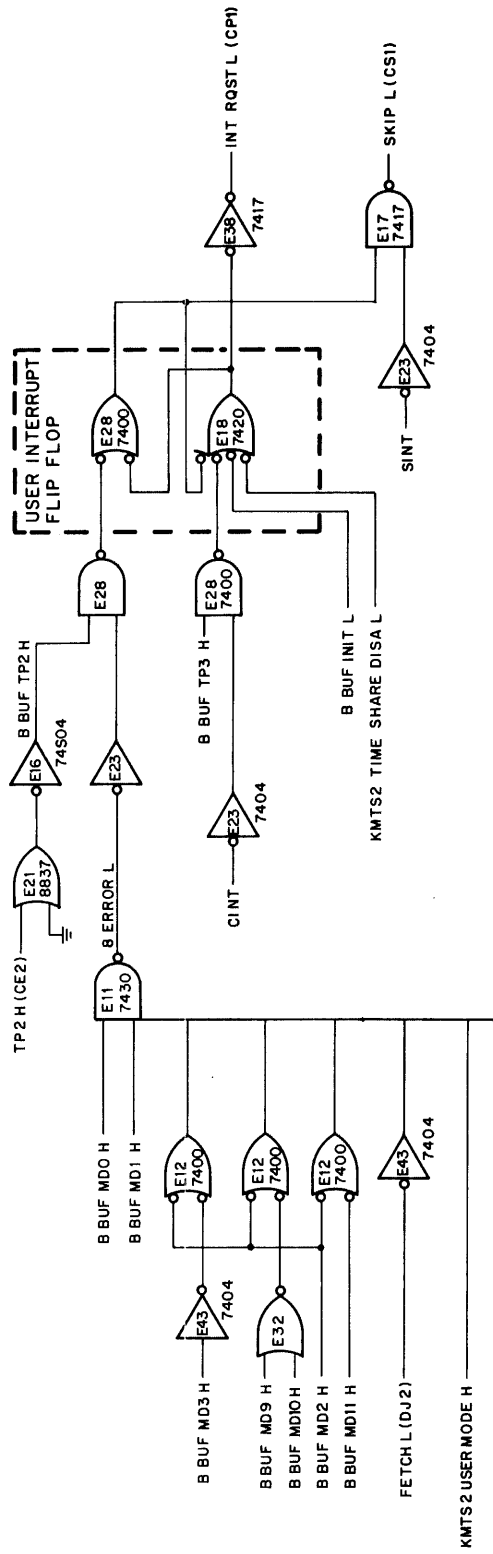 TP2 H (CE2)
E21
8837
E16
74S04
B BUF TP2 H
B BUF MD0 H
B BUF MD1 H
E11
7430
8 ERROR L
E23
E28
USER INTERRUPT
FLIP FLOP
E28
7400
E38
7417
INT RQST L (CP1)
B BUF MD3 H
E43
7404
E12
7400
CINT
E23
7404
B BUF TP3 H
E28
7400
E18
7420
B BUF MD9 H
B BUF MD10 H
E32
E12
7400
B BUF MD2 H
B BUF MD11 H
E12
7400
B BUF INIT L
KMTS2 TIME SHARE DISA L
SINT
E23
7404
E17
7417
SKIP L (CS1)
FETCH L (DJ2)
E43
7404
KMTS2 USER MODE H